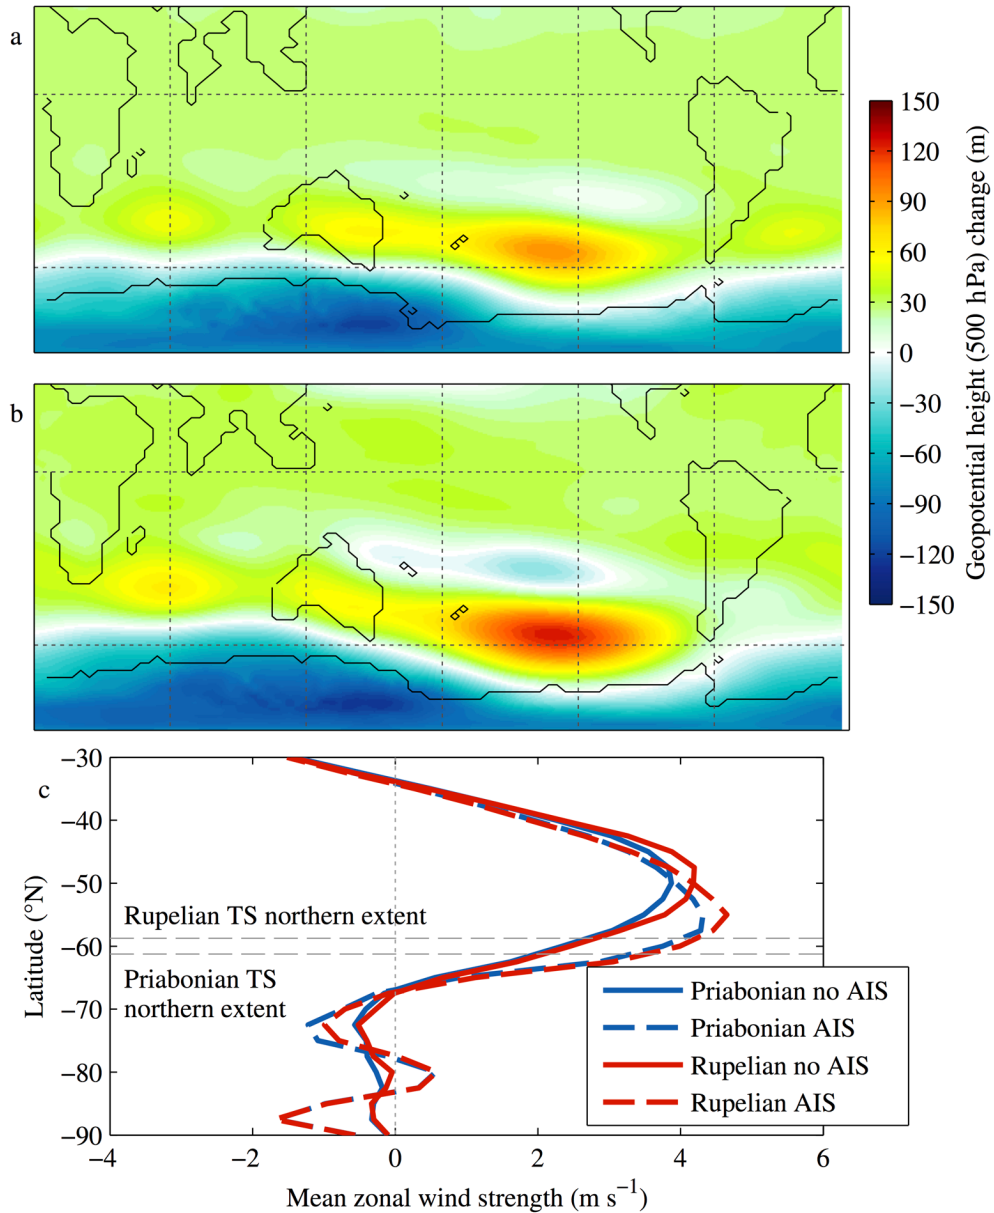 a
150
120
90
60
30
0
−30
−60
−90
−120
−150
Geopotential height (500 hPa) change (m)
b
c
−30
−40
−50
−60
−70
−80
−90
Latitude (°N)
Rupelian TS northern extent
Priabonian TS
northern extent
Priabonian no AIS
Priabonian AIS
Rupelian no AIS
Rupelian AIS
−4
−2
0
2
4
6
Mean zonal wind strength (m s⁻¹)